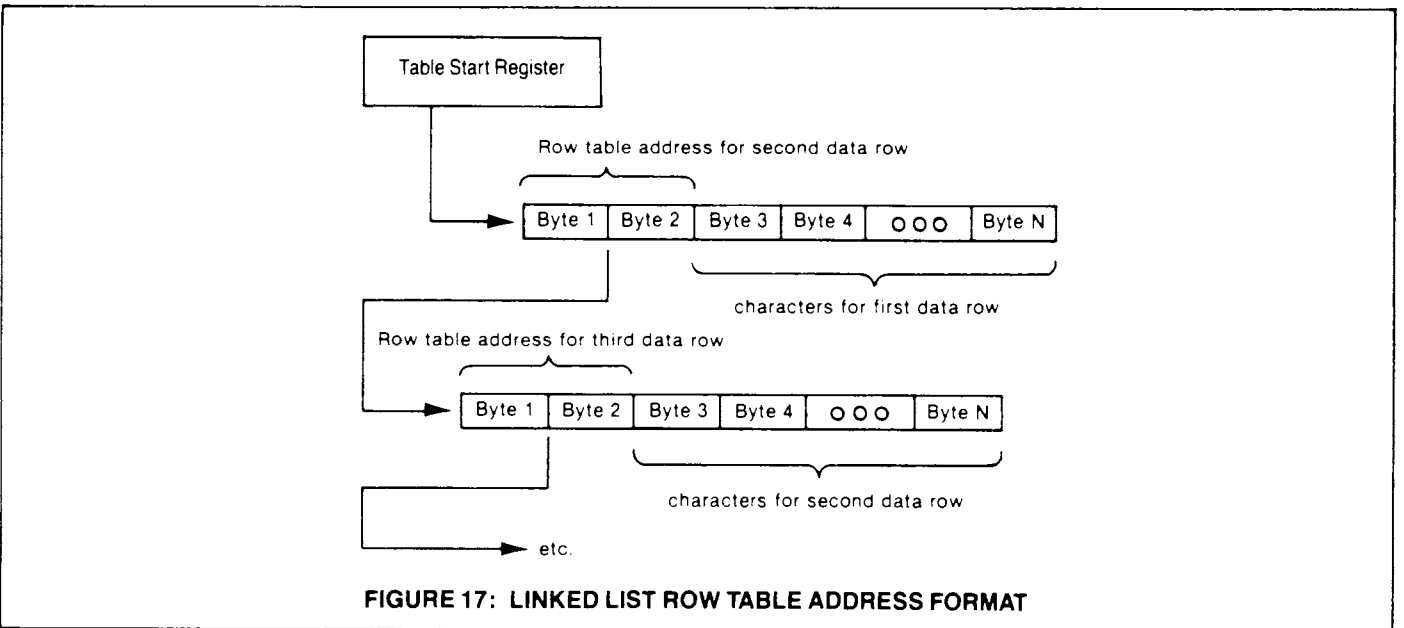 Table Start Register
Row table address for second data row
Byte 1 Byte 2 Byte 3 Byte 4 O O O Byte N
characters for first data row
Row table address for third data row
Byte 1 Byte 2 Byte 3 Byte 4 O O O Byte N
characters for second data row
etc.
FIGURE 17: LINKED LIST ROW TABLE ADDRESS FORMAT